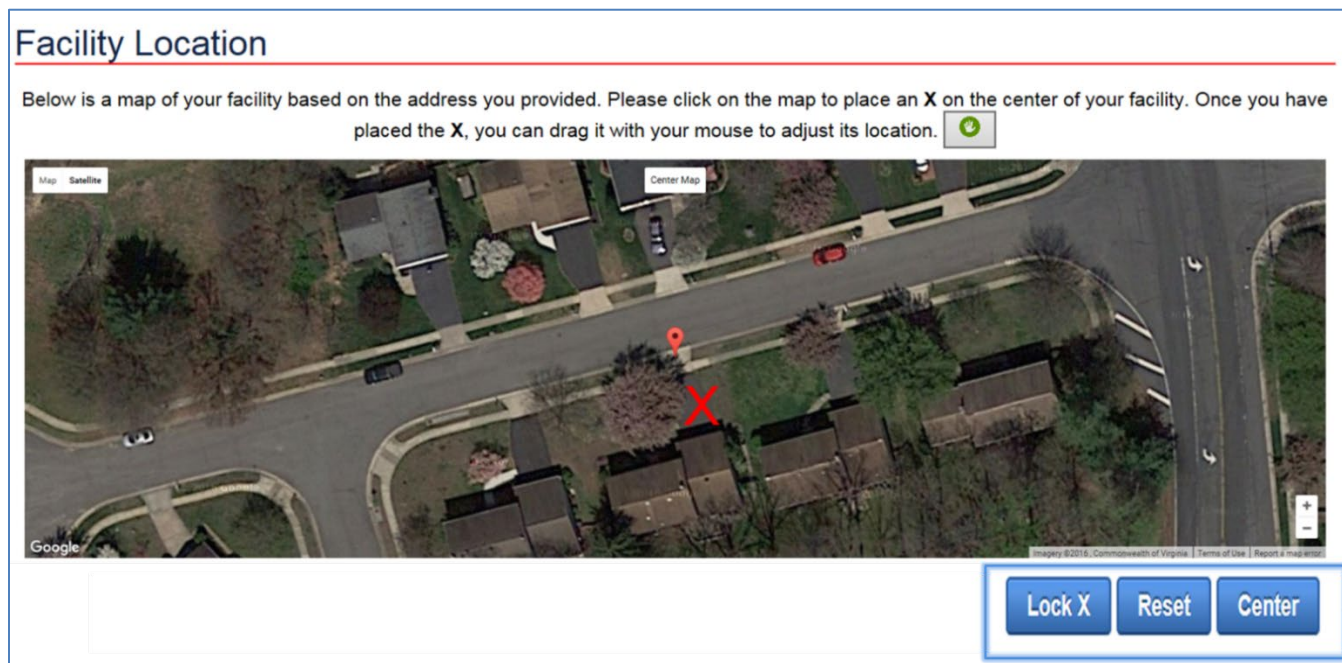 Facility Location
Below is a map of your facility based on the address you provided. Please click on the map to place an X on the center of your facility. Once you have
placed the X, you can drag it with your mouse to adjust its location.
Map Satellite
Center Map
X
+
−
Google
Imagery ©2016 , Commonwealth of Virginia
Terms of Use
Report a map error
Lock X
Reset
Center